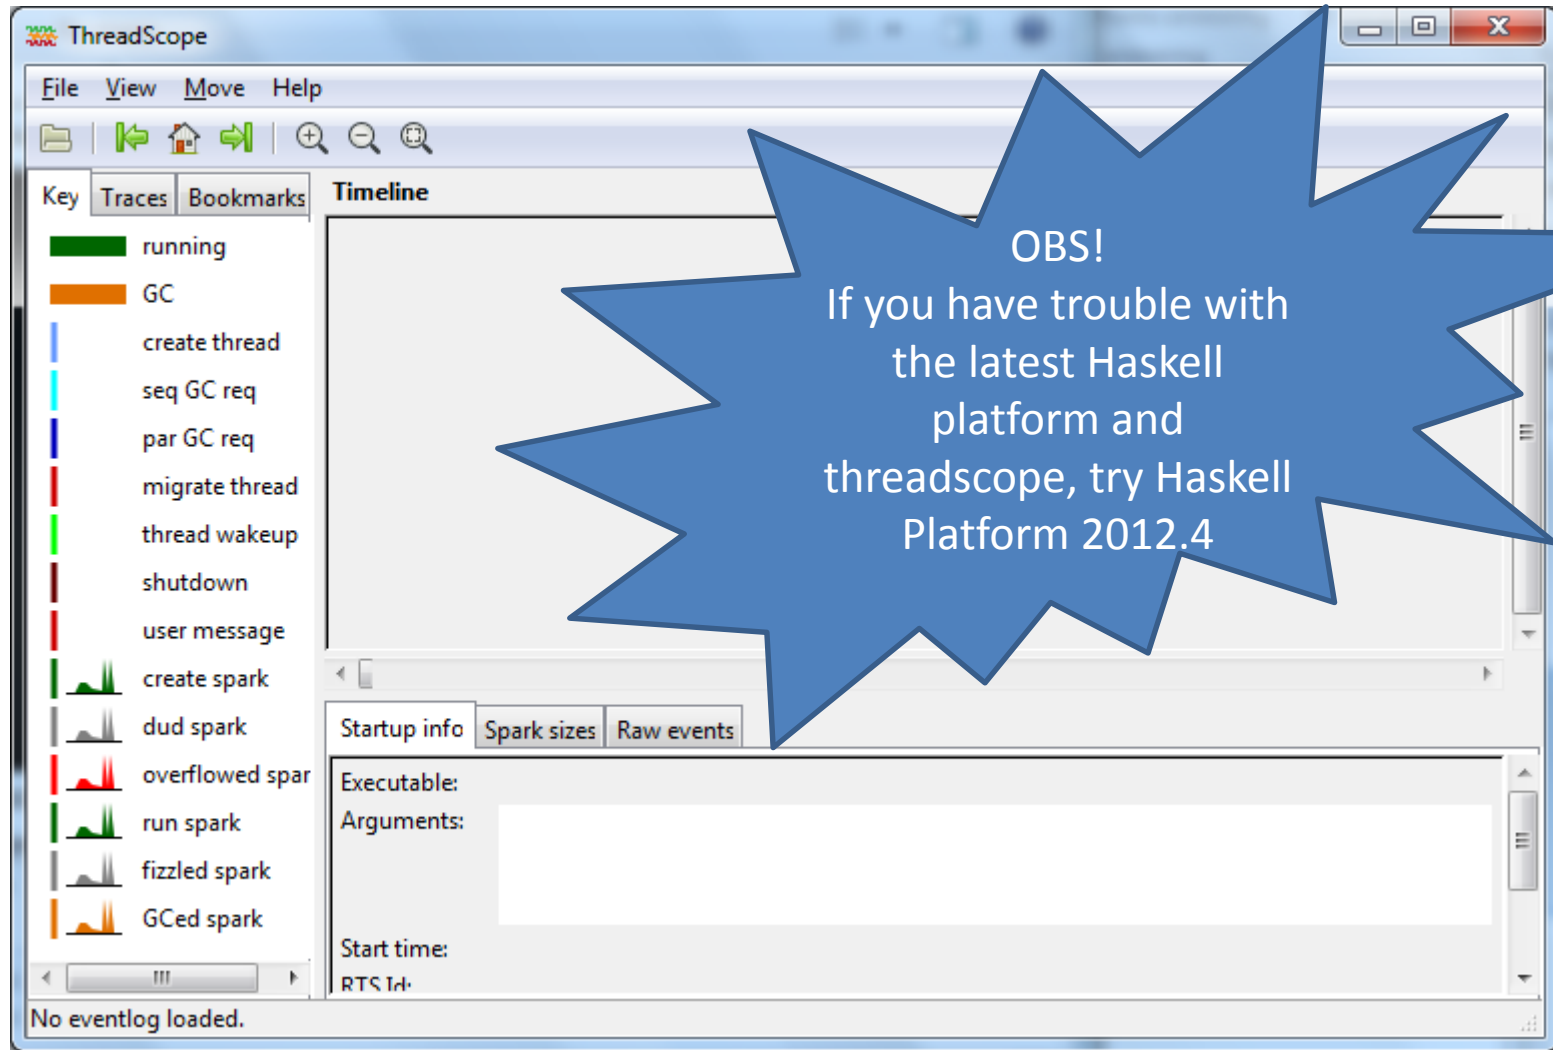 ThreadScope
File View Move Help
Key Traces Bookmarks
Timeline
running
GC
create thread
seq GC req
par GC req
migrate thread
thread wakeup
shutdown
user message
create spark
dud spark
overflowed spar
run spark
fizzled spark
GCed spark
OBS!
If you have trouble with
the latest Haskell
platform and
threadscope, try Haskell
Platform 2012.4
Startup info Spark sizes Raw events
Executable:
Arguments:
Start time:
RTS Id:
No eventlog loaded.